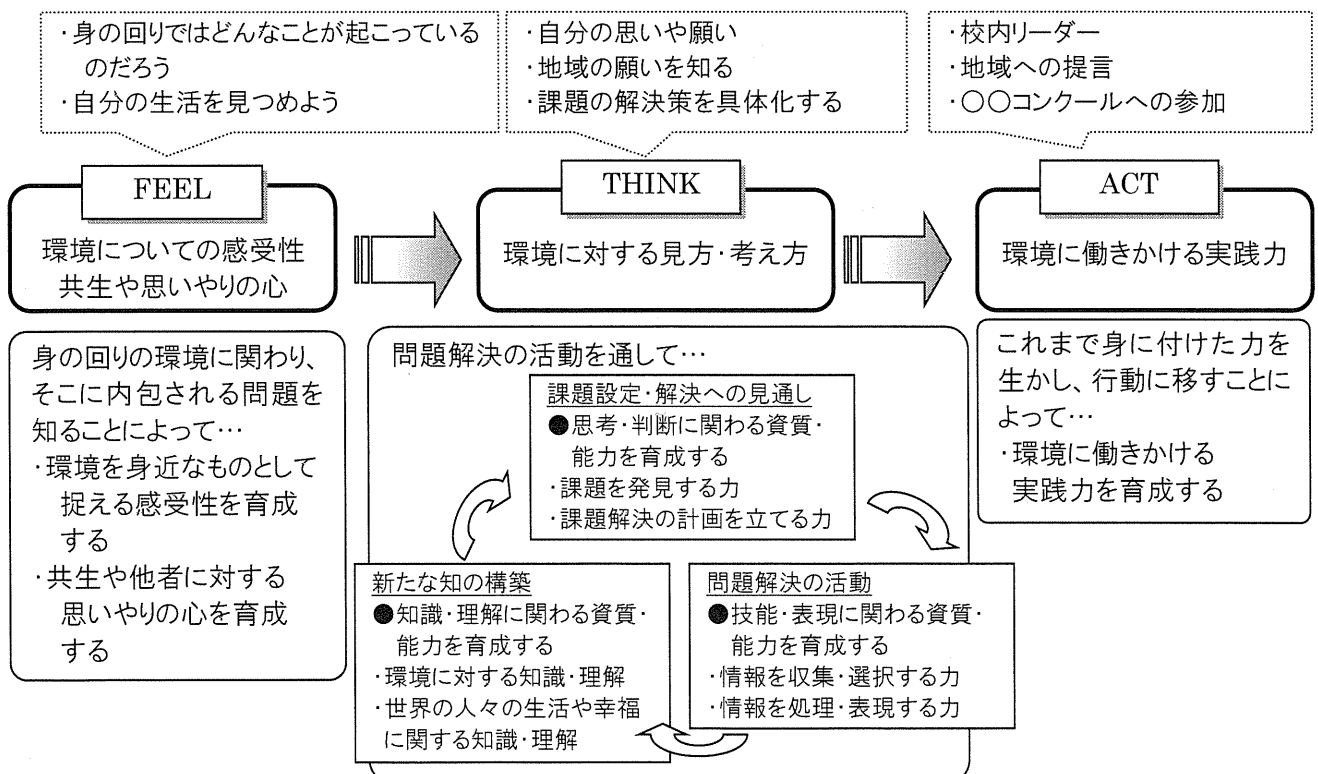 ・身の回りではどんなことが起こっている
のだろう
・自分の生活を見つめよう
・自分の思いや願い
・地域の願いを知る
・課題の解決策を具体化する
・校内リーダー
・地域への提言
・〇〇コンクールへの参加
FEEL
環境についての感受性
共生や思いやりの心
THINK
環境に対する見方・考え方
ACT
環境に働きかける実践力
身の回りの環境に関わり、
そこに内包される問題を
知ることによって…
・環境を身近なものとして
捉える感受性を育成
する
・共生や他者に対する
思いやりの心を育成
する
問題解決の活動を通して…
課題設定・解決への見通し
●思考・判断に関わる資質・
能力を育成する
・課題を発見する力
・課題解決の計画を立てる力
新たな知の構築
●知識・理解に関わる資質・
能力を育成する
・環境に対する知識・理解
・世界の人々の生活や幸福
に関する知識・理解
問題解決の活動
●技能・表現に関わる資質・
能力を育成する
・情報を収集・選択する力
・情報を処理・表現する力
これまで身に付けた力を
生かし、行動に移すことに
よって…
・環境に働きかける
実践力を育成する